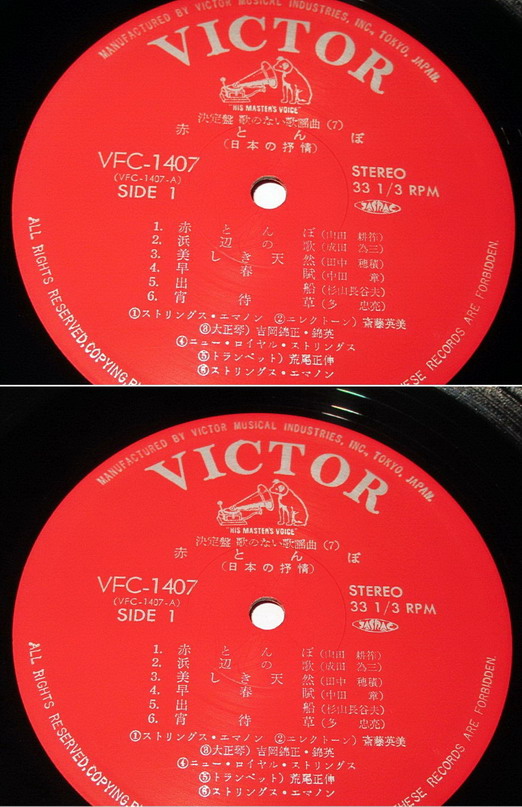 MANUFACTURED BY VICTOR MUSICAL INDUSTRIES, INC., TOKYO, JAPAN.
VICTOR
"HIS MASTER'S VOICE"
決定盤 歌のない歌謡曲 (7)
赤とんぼ
(日本の抒情)
VFC-1407
(VFC-1407-A)
SIDE 1
STEREO
33 1/3 RPM
1. 赤とんぼ (山田 耕筰)
2. 浜辺の歌 (成田 為三)
3. 美しき天然 (田中 穂積)
4. 早春賦 (中田 章)
5. 出船 (杉山長谷夫)
6. 宵待草 (多 忠亮)
①ストリングス・エマノン ②エレクトーン) 斎藤英美
③大正琴) 吉岡錦正・錦英
④ニュー・ロイヤル・ストリングス
⑤トランペット) 荒尾正伸
⑥ストリングス・エマノン
ALL RIGHTS RESERVED, COPYING,
THESE RECORDS ARE FORBIDDEN.
MANUFACTURED BY VICTOR MUSICAL INDUSTRIES, INC., TOKYO, JAPAN.
VICTOR
"HIS MASTER'S VOICE"
決定盤 歌のない歌謡曲 (7)
赤とんぼ
(日本の抒情)
VFC-1407
(VFC-1407-A)
SIDE 1
STEREO
33 1/3 RPM
1. 赤とんぼ (山田 耕筰)
2. 浜辺の歌 (成田 為三)
3. 美しき天然 (田中 穂積)
4. 早春賦 (中田 章)
5. 出船 (杉山長谷夫)
6. 宵待草 (多 忠亮)
①ストリングス・エマノン ②エレクトーン) 斎藤英美
③大正琴) 吉岡錦正・錦英
④ニュー・ロイヤル・ストリングス
⑤トランペット) 荒尾正伸
⑥ストリングス・エマノン
ALL RIGHTS RESERVED, COPYING,
THESE RECORDS ARE FORBIDDEN.